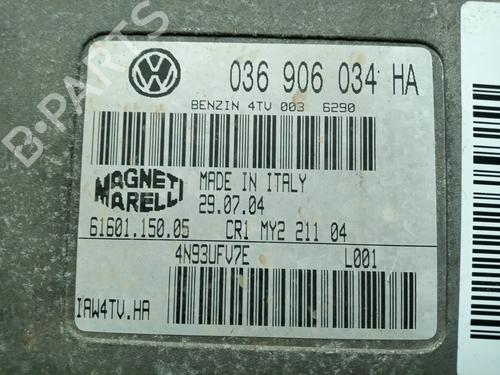 036 906 034 HA
BENZIN 4TV 003 6290
MAGNETI MARELLI
MADE IN ITALY
29.07.04
61601.150.05 CR1 MY2 211 04
4N93UFV7E L001
IAW4TV.HA
B-PARTS